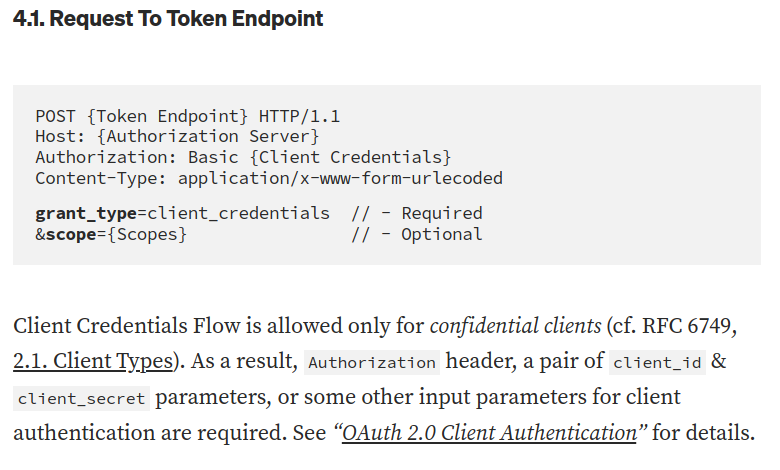 4.1. Request To Token Endpoint
POST {Token Endpoint} HTTP/1.1
Host: {Authorization Server}
Authorization: Basic {Client Credentials}
Content-Type: application/x-www-form-urlecoded
grant_type=client_credentials // - Required
&scope={Scopes} // - Optional
Client Credentials Flow is allowed only for confidential clients (cf. RFC 6749,
2.1. Client Types). As a result, Authorization header, a pair of client_id &
client_secret parameters, or some other input parameters for client
authentication are required. See “OAuth 2.0 Client Authentication” for details.